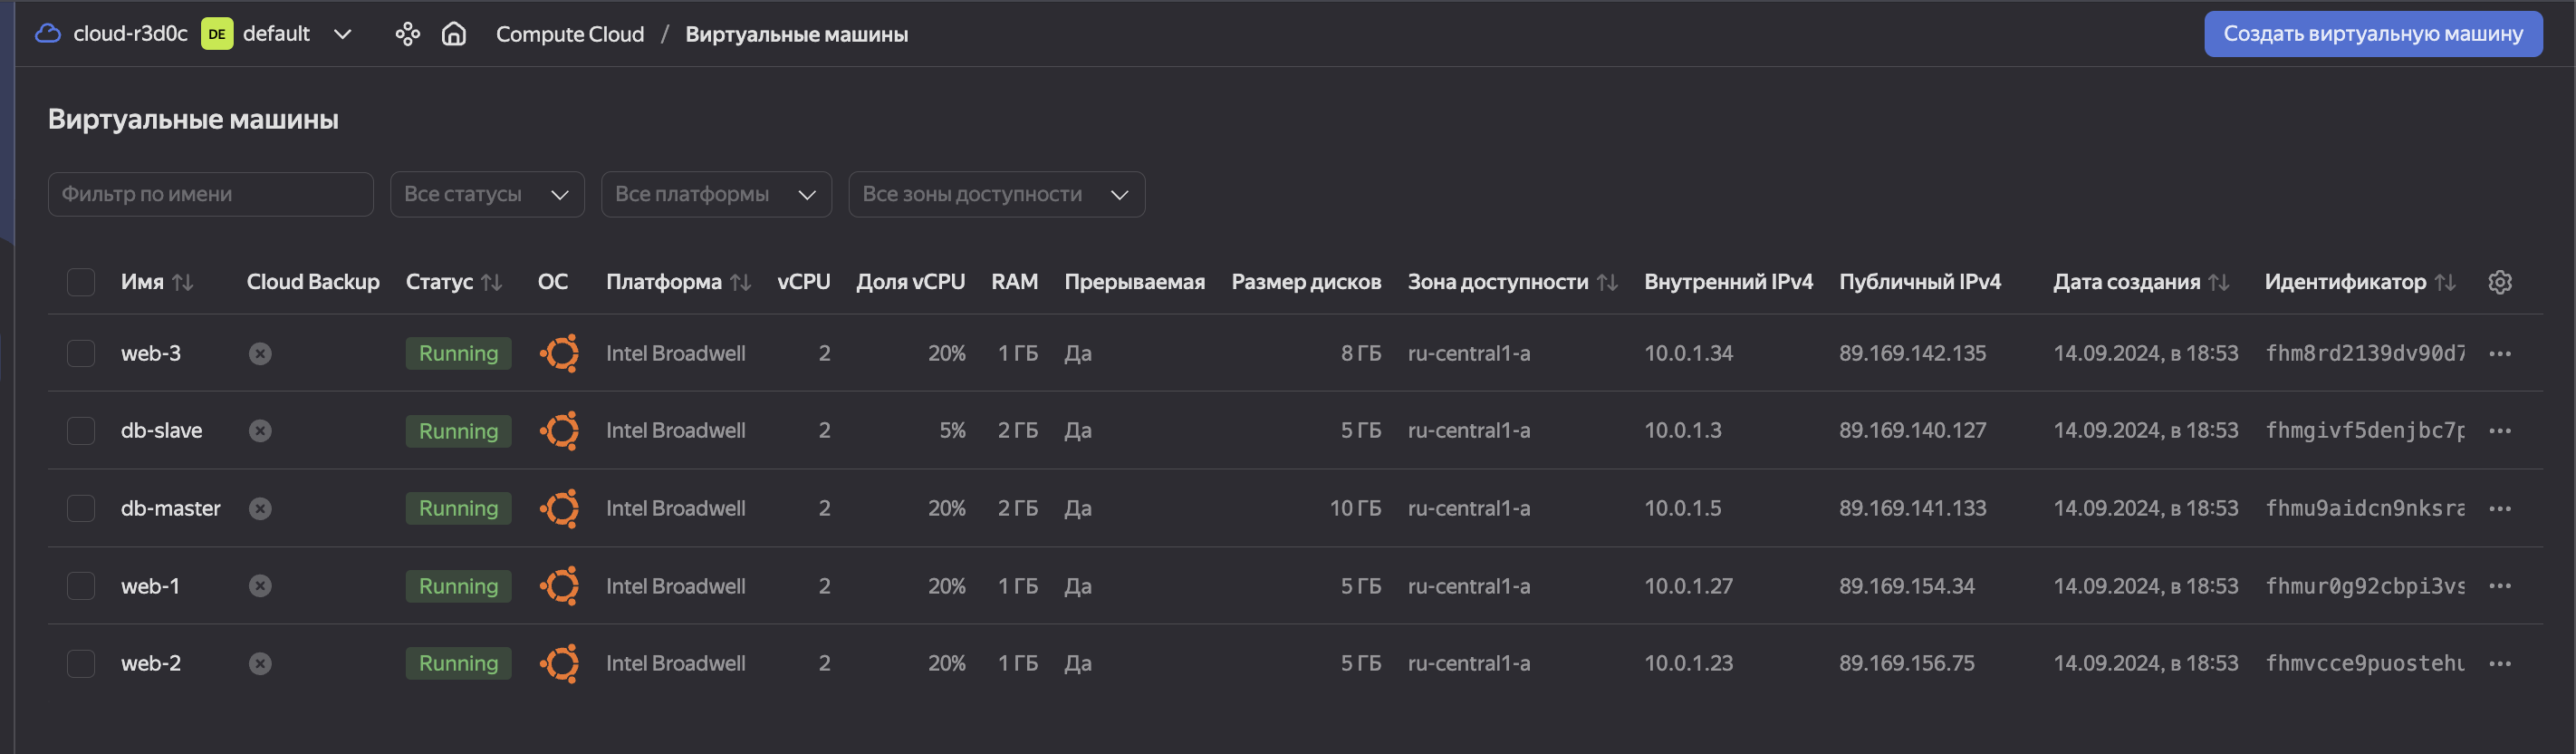 cloud-r3d0c DE default Compute Cloud / Виртуальные машины Создать виртуальную машину
Виртуальные машины
Фильтр по имени Все статусы Все платформы Все зоны доступности
Имя Cloud Backup Статус ОС Платформа vCPU Доля vCPU RAM Прерываемая Размер дисков Зона доступности Внутренний IPv4 Публичный IPv4 Дата создания Идентификатор
web-3 Running Intel Broadwell 2 20% 1 ГБ Да 8 ГБ ru-central1-a 10.0.1.34 89.169.142.135 14.09.2024, в 18:53 fhm8rd2139dv90d7
db-slave Running Intel Broadwell 2 5% 2 ГБ Да 5 ГБ ru-central1-a 10.0.1.3 89.169.140.127 14.09.2024, в 18:53 fhmgivf5denjbc7p
db-master Running Intel Broadwell 2 20% 2 ГБ Да 10 ГБ ru-central1-a 10.0.1.5 89.169.141.133 14.09.2024, в 18:53 fhmu9aidcn9nksra
web-1 Running Intel Broadwell 2 20% 1 ГБ Да 5 ГБ ru-central1-a 10.0.1.27 89.169.154.34 14.09.2024, в 18:53 fhmur0g92cbpi3vs
web-2 Running Intel Broadwell 2 20% 1 ГБ Да 5 ГБ ru-central1-a 10.0.1.23 89.169.156.75 14.09.2024, в 18:53 fhmvcce9puostehu